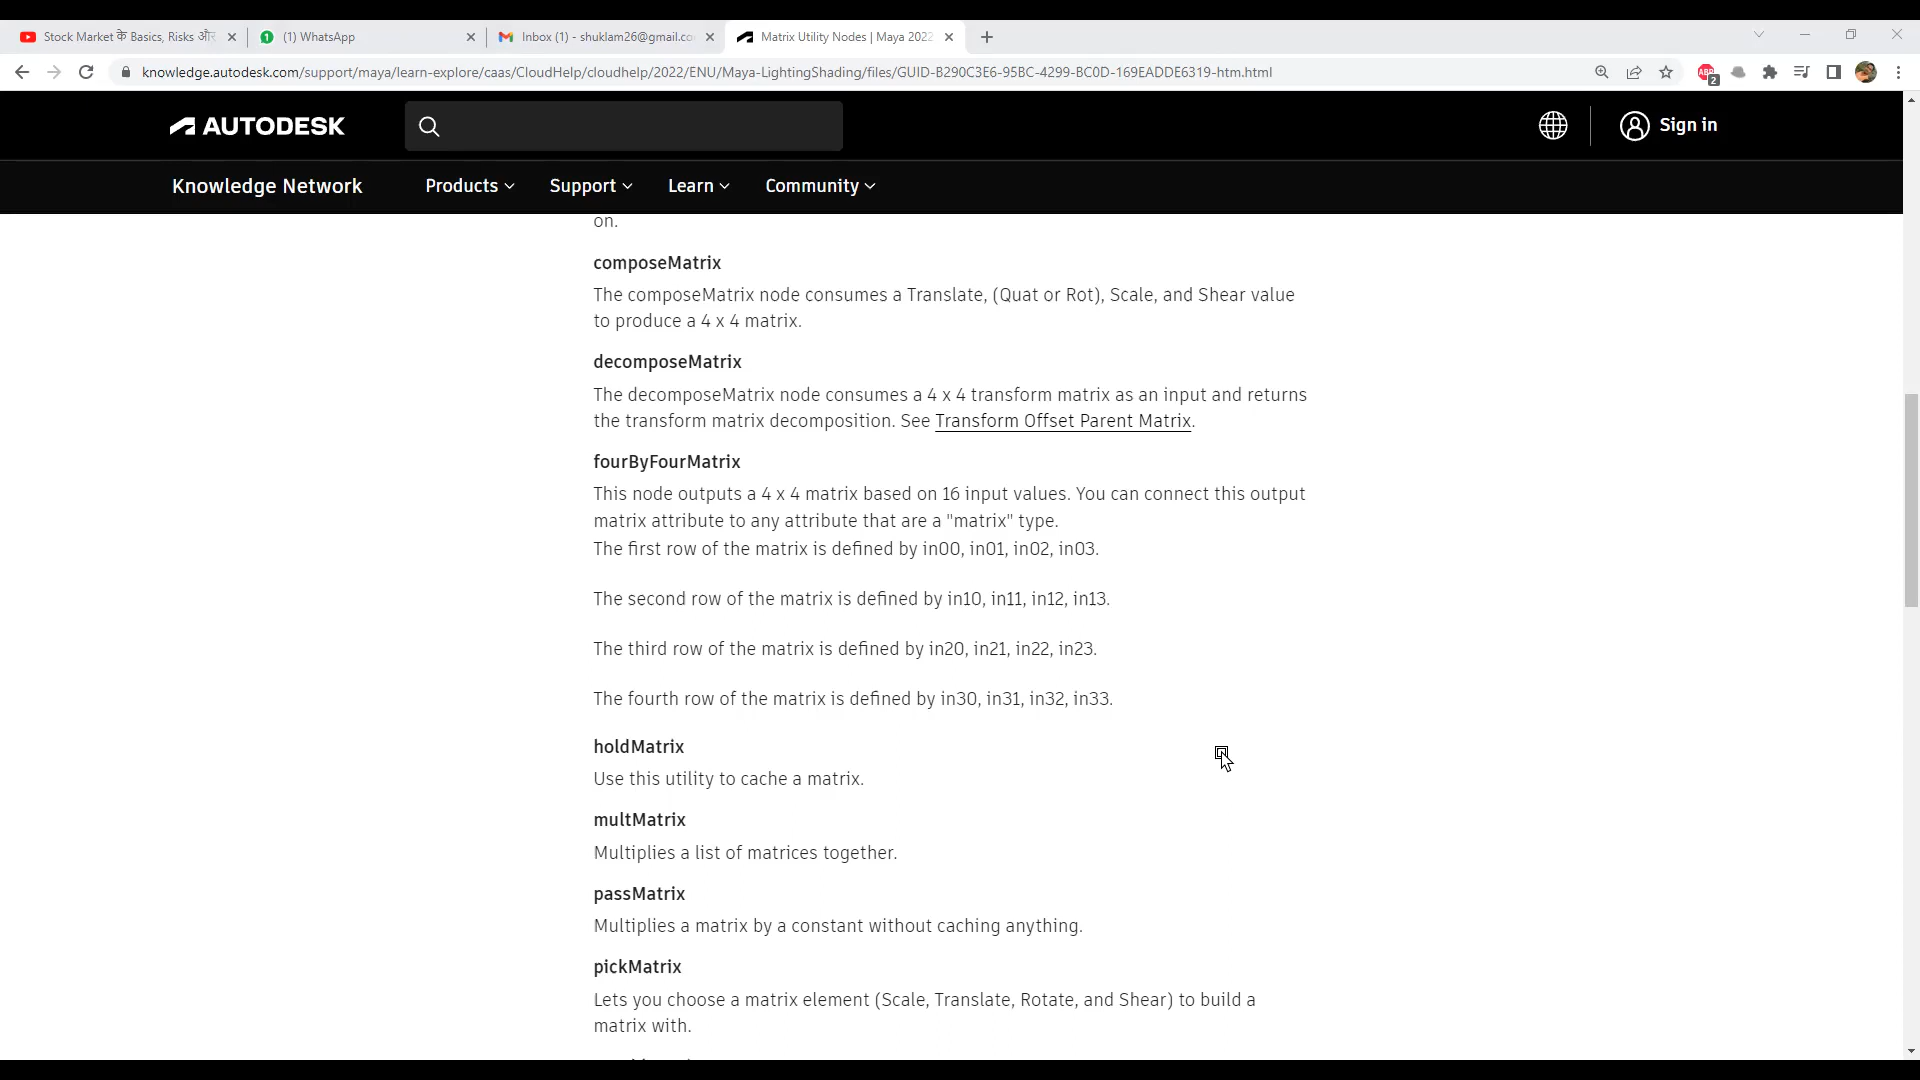 Stock Market के Basics, Risks और
(1) WhatsApp
Inbox (1) - shuklam26@gmail.co
Matrix Utility Nodes | Maya 2022
knowledge.autodesk.com/support/maya/learn-explore/caas/CloudHelp/cloudhelp/2022/ENU/Maya-LightingShading/files/GUID-B290C3E6-95BC-4299-BC0D-169EADDE6319-htm.html
ABP
2
AUTODESK
Sign in
Knowledge Network
Products
Support
Learn
Community
on.
composeMatrix
The composeMatrix node consumes a Translate, (Quat or Rot), Scale, and Shear value
to produce a 4 x 4 matrix.
decomposeMatrix
The decomposeMatrix node consumes a 4 x 4 transform matrix as an input and returns
the transform matrix decomposition. See Transform Offset Parent Matrix.
fourByFourMatrix
This node outputs a 4 x 4 matrix based on 16 input values. You can connect this output
matrix attribute to any attribute that are a "matrix" type.
The first row of the matrix is defined by in00, in01, in02, in03.
The second row of the matrix is defined by in10, in11, in12, in13.
The third row of the matrix is defined by in20, in21, in22, in23.
The fourth row of the matrix is defined by in30, in31, in32, in33.
holdMatrix
Use this utility to cache a matrix.
multMatrix
Multiplies a list of matrices together.
passMatrix
Multiplies a matrix by a constant without caching anything.
pickMatrix
Lets you choose a matrix element (Scale, Translate, Rotate, and Shear) to build a
matrix with.